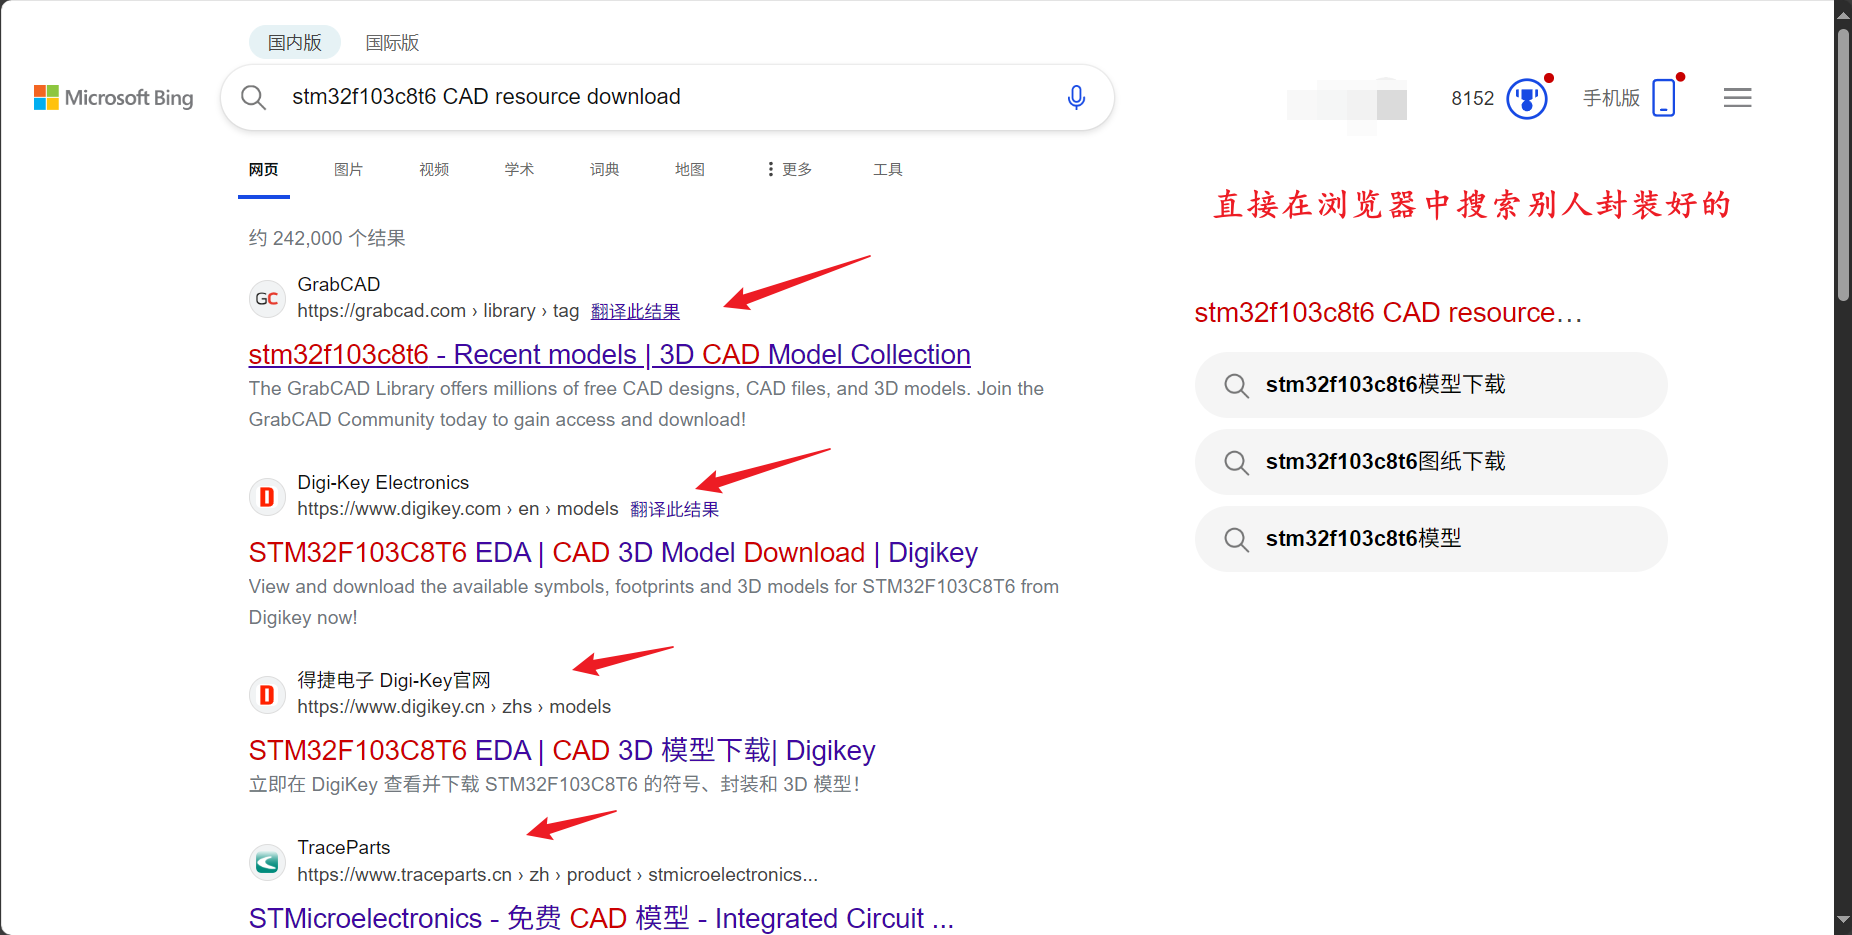 国内版 国际版
Microsoft Bing
stm32f103c8t6 CAD resource download
8152
手机版
网页 图片 视频 学术 词典 地图 更多 工具
直接在浏览器中搜索别人封装好的
约 242,000 个结果
GC
GrabCAD
https://grabcad.com › library › tag 翻译此结果
stm32f103c8t6 - Recent models | 3D CAD Model Collection
The GrabCAD Library offers millions of free CAD designs, CAD files, and 3D models. Join the
GrabCAD Community today to gain access and download!
D
Digi-Key Electronics
https://www.digikey.com › en › models 翻译此结果
STM32F103C8T6 EDA | CAD 3D Model Download | Digikey
View and download the available symbols, footprints and 3D models for STM32F103C8T6 from
Digikey now!
D
得捷电子 Digi-Key官网
https://www.digikey.cn › zhs › models
STM32F103C8T6 EDA | CAD 3D 模型下载| Digikey
立即在 DigiKey 查看并下载 STM32F103C8T6 的符号、封装和 3D 模型!
TraceParts
https://www.traceparts.cn › zh › product › stmicroelectronics...
STMicroelectronics - 免费 CAD 模型 - Integrated Circuit ...
stm32f103c8t6 CAD resource...
stm32f103c8t6模型下载
stm32f103c8t6图纸下载
stm32f103c8t6模型